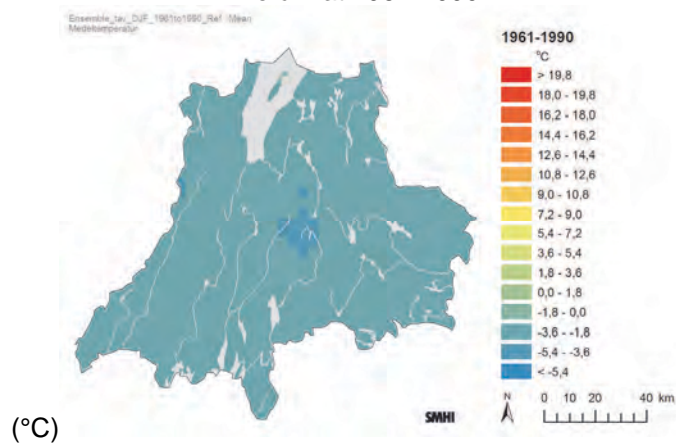 Ensemble_tav_DJF_1961to1990_Ref (Mean
Medeltemperatur
1961-1990
°C
> 19,8
18,0 - 19,8
16,2 - 18,0
14,4 - 16,2
12,6 - 14,4
10,8 - 12,6
9,0 - 10,8
7,2 - 9,0
5,4 - 7,2
3,6 - 5,4
1,8 - 3,6
0,0 - 1,8
-1,8 - 0,0
-3,6 - -1,8
-5,4 - -3,6
< -5,4
N
0 10 20 40 km
SMHI
(°C)